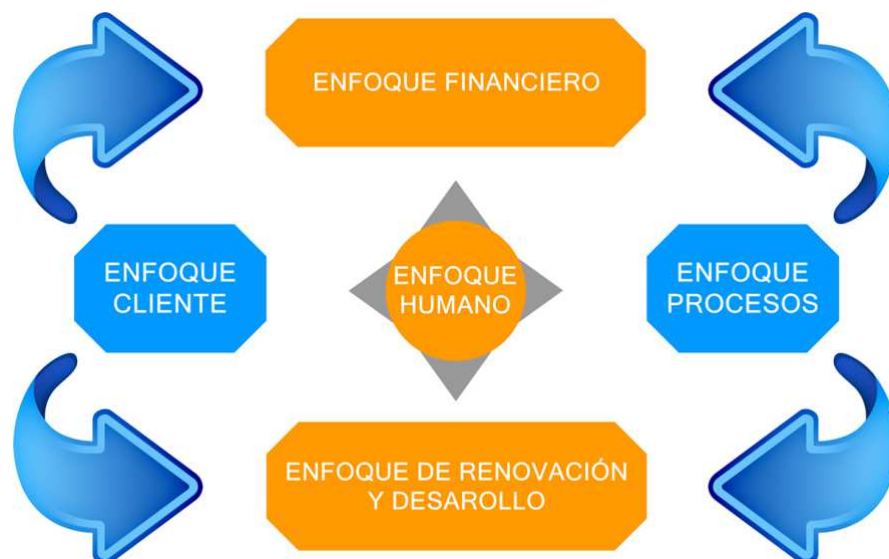 ENFOQUE FINANCIERO
ENFOQUE
CLIENTE
ENFOQUE
HUMANO
ENFOQUE
PROCESOS
ENFOQUE DE RENOVACIÓN
Y DESAROLLO